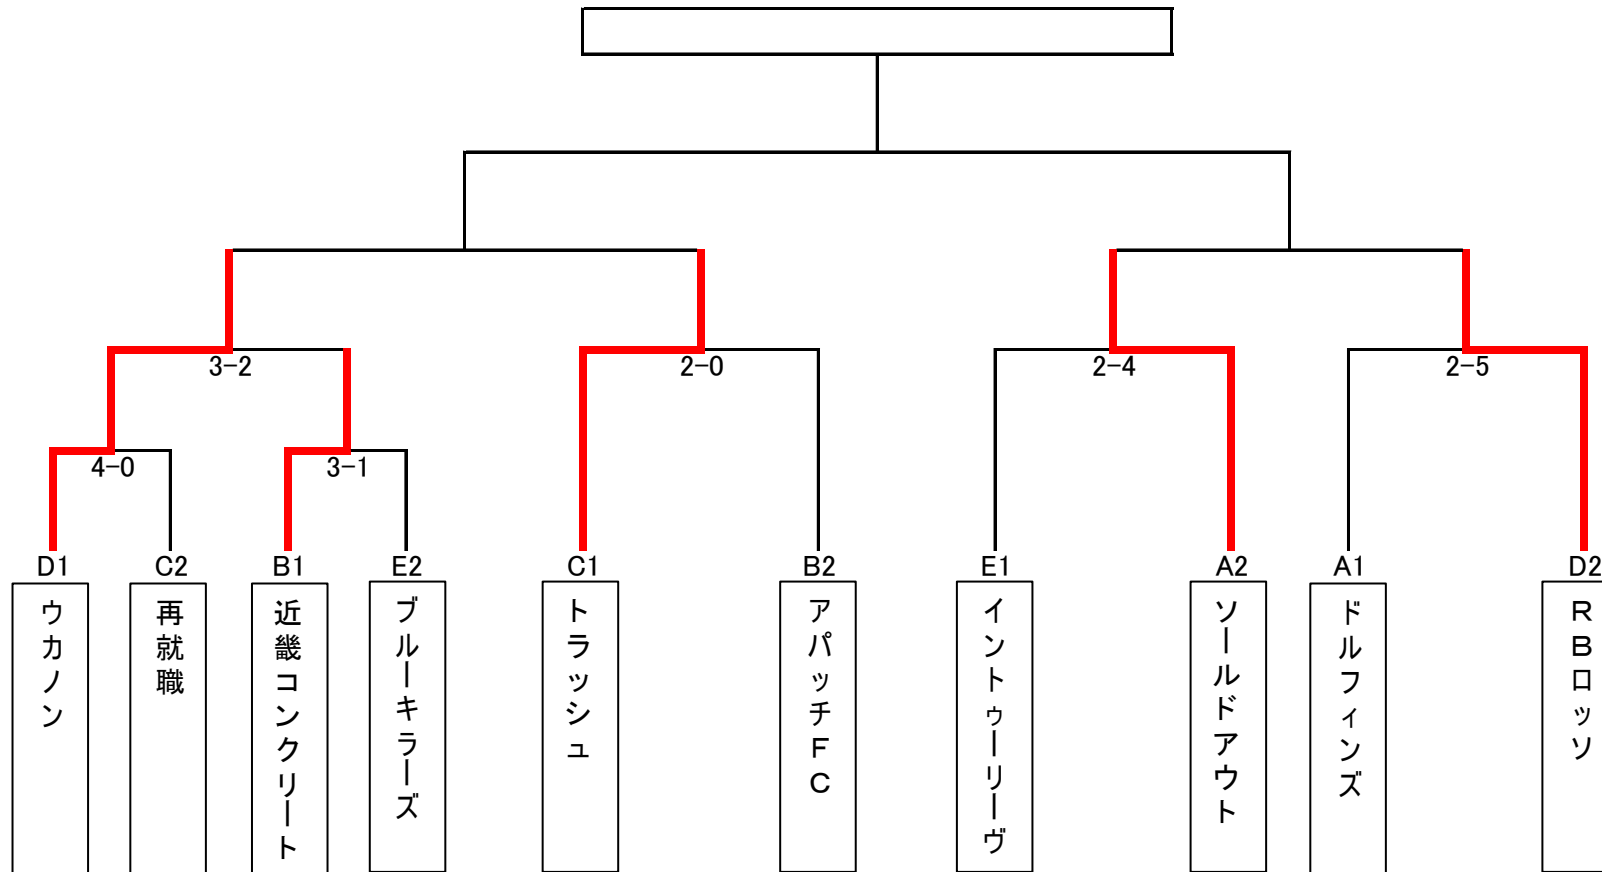 3-2
2-0
2-4
2-5
4-0
3-1
D1
C2
B1
E2
C1
B2
E1
A2
A1
D2
ウカノン
再就職
近畿コンクリート
ブルーキラーズ
トラッシュ
アパッチFC
イントゥーリーヴ
ソールドアウト
ドルフィンズ
RBロッソ